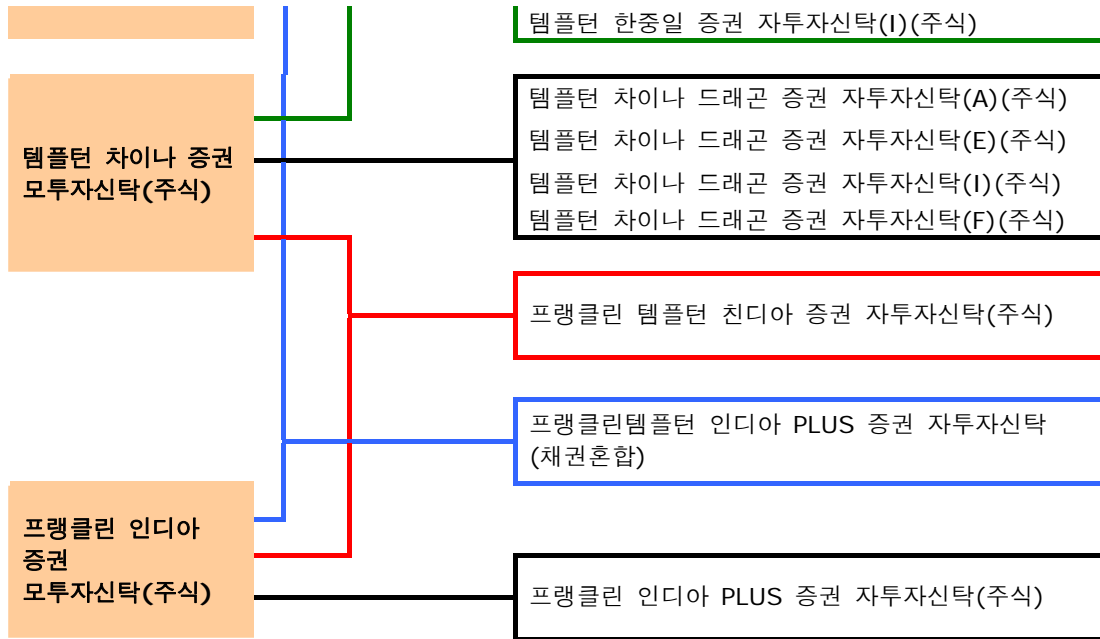 템플턴 한중일 증권 자투자신탁(I)(주식)
템플턴 차이나 증권
모투자신탁(주식)
템플턴 차이나 드래곤 증권 자투자신탁(A)(주식)
템플턴 차이나 드래곤 증권 자투자신탁(E)(주식)
템플턴 차이나 드래곤 증권 자투자신탁(I)(주식)
템플턴 차이나 드래곤 증권 자투자신탁(F)(주식)
프랭클린 템플턴 친디아 증권 자투자신탁(주식)
프랭클린템플턴 인디아 PLUS 증권 자투자신탁
(채권혼합)
프랭클린 인디아
증권
모투자신탁(주식)
프랭클린 인디아 PLUS 증권 자투자신탁(주식)